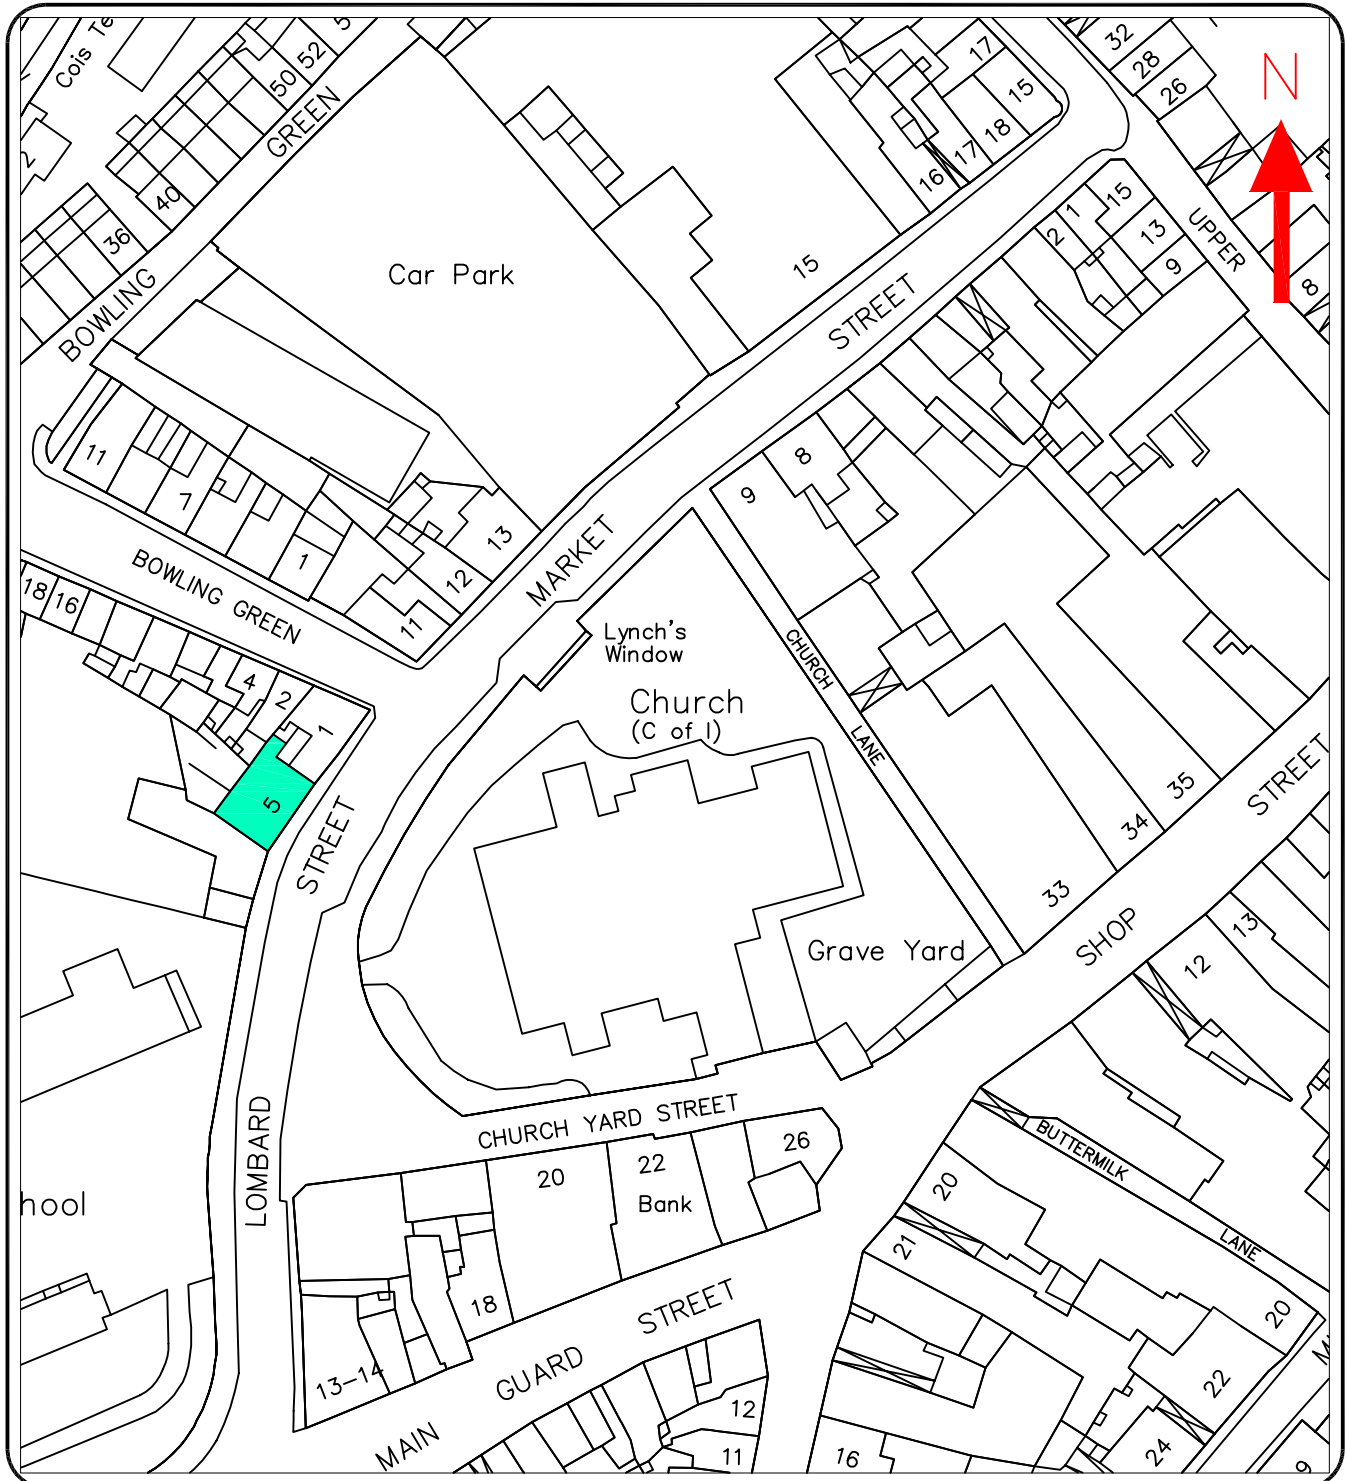 Cois Te
5
52
50
GREEN
40
36
2
BOWLING
Car Park
17
15
18
17
16
15
32
28
26
N
UPPER
8
1
15
2
13
9
STREET
11
7
1
13
12
11
BOWLING GREEN
MARKET
9
8
18
16
4
2
1
5
Lynch's
Window
Church
(C of I)
CHURCH
LANE
STREET
Grave Yard
33
34
35
SHOP
STREET
13
12
LOMBARD
hool
CHURCH YARD STREET
20
22
Bank
26
18
13-14
MAIN
GUARD
STREET
12
11
16
BUTTERMILK
LANE
20
21
20
22
24
9
M